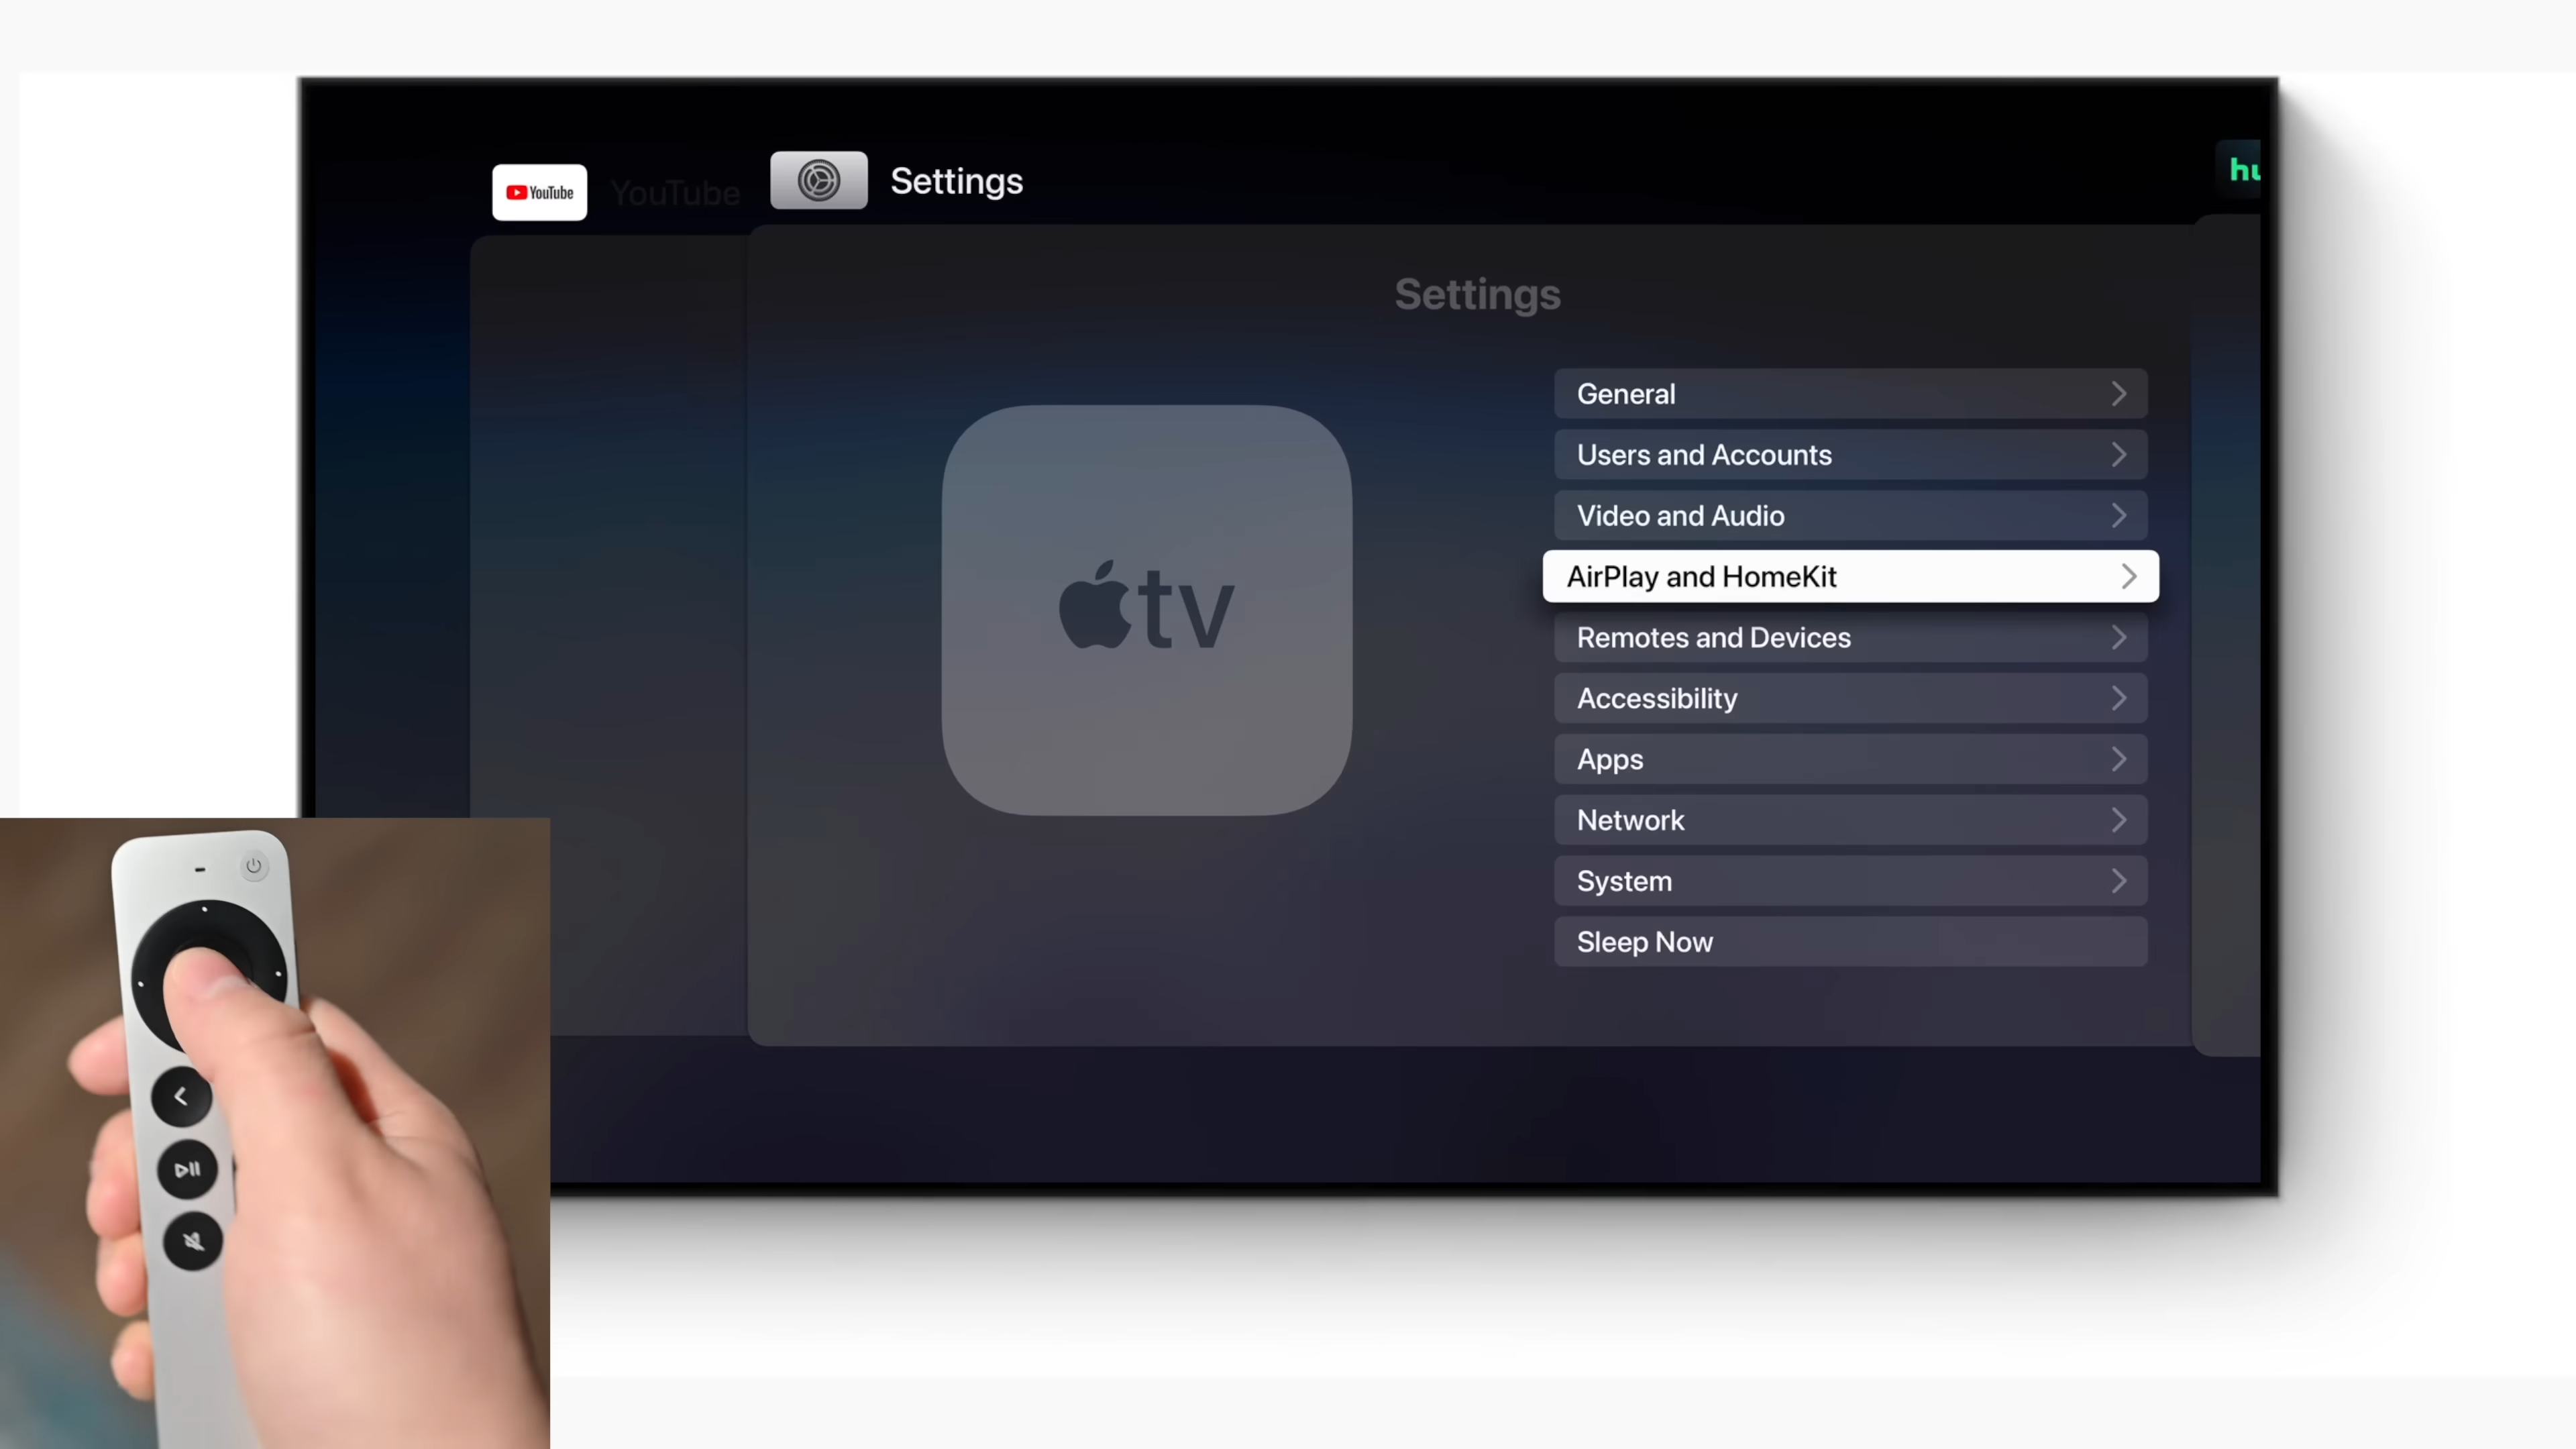 YouTube
YouTube
Settings
hu
Settings
General
Users and Accounts
Video and Audio
AirPlay and HomeKit
Remotes and Devices
Accessibility
Apps
Network
System
Sleep Now
tv